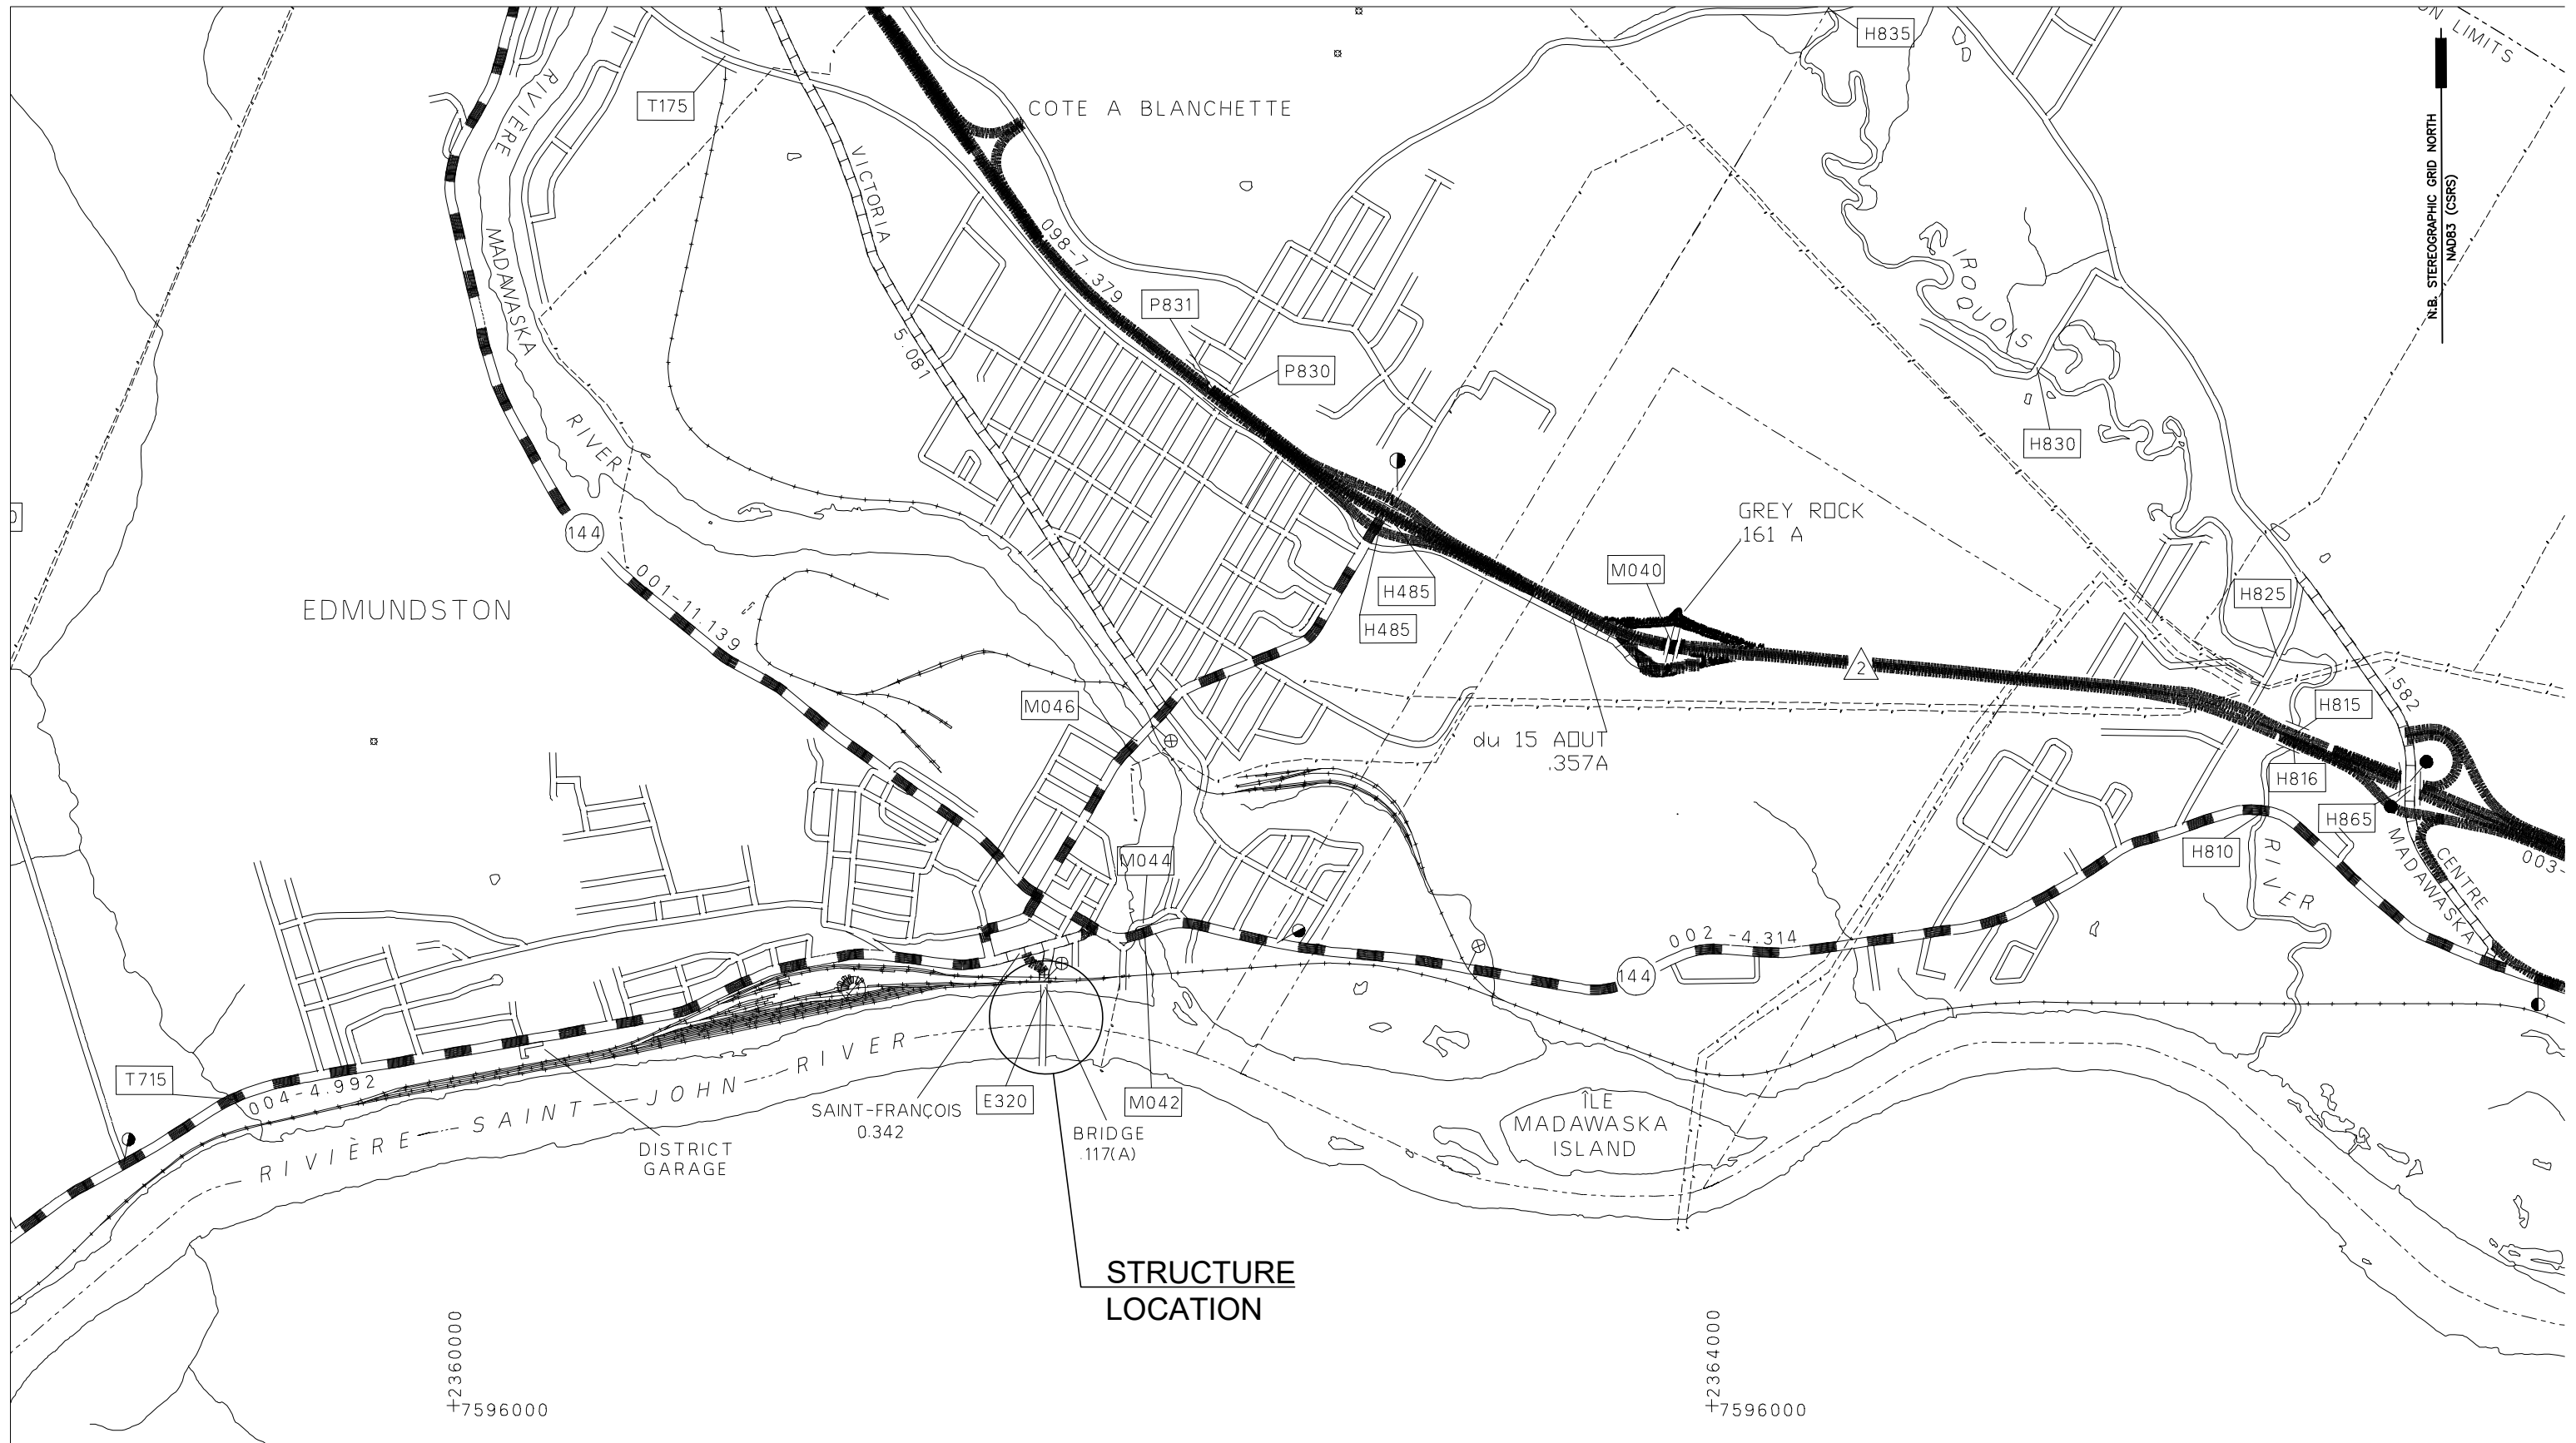 ON LIMITS
H835
N.B. STEREOGRAPHIC GRID NORTH
NAD83 (CSRS)
T175
COTE A BLANCHETTE
RIVIÈRE
MADAWASKA
RIVER
VICTORIA
5.081
098-7.379
P831
P830
IROQUOIS
H830
GREY ROCK
.161 A
144
001-11.139
EDMUNDSTON
M040
H485
H485
H825
2
M046
du 15 AOUT
.357A
1.582
H815
H816
H865
H810
RIVER
CENTRE
MADAWASKA
003-
M044
002 -4.314
144
T715
004-4.992
RIVIÈRE SAINT JOHN RIVER
DISTRICT
GARAGE
SAINT-FRANÇOIS
0.342
E320
BRIDGE
.117(A)
M042
ÎLE
MADAWASKA
ISLAND
STRUCTURE
LOCATION
2360000
7596000
2364000
7596000